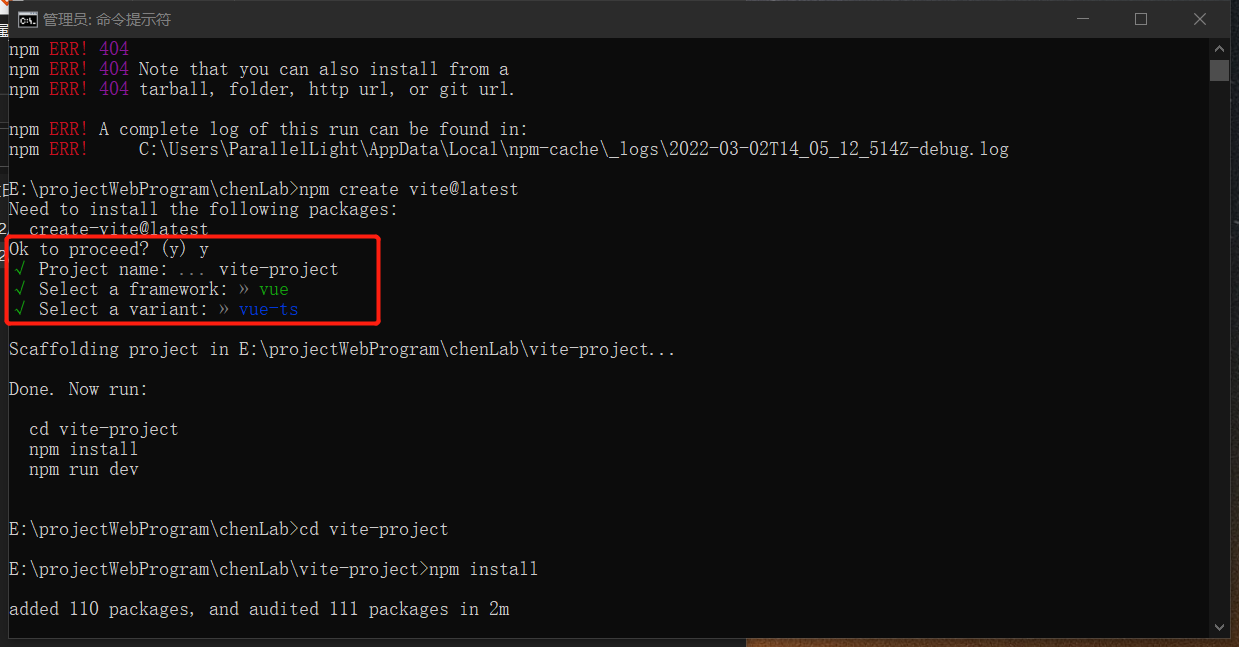 管理员: 命令提示符
npm ERR! 404
npm ERR! 404 Note that you can also install from a
npm ERR! 404 tarball, folder, http url, or git url.
npm ERR! A complete log of this run can be found in:
npm ERR!     C:\Users\ParallelLight\AppData\Local\npm-cache\_logs\2022-03-02T14_05_12_514Z-debug.log
E:\projectWebProgram\chenLab>npm create vite@latest
Need to install the following packages:
  create-vite@latest
Ok to proceed? (y) y
√ Project name: ... vite-project
√ Select a framework: » vue
√ Select a variant: » vue-ts
Scaffolding project in E:\projectWebProgram\chenLab\vite-project...
Done. Now run:
  cd vite-project
  npm install
  npm run dev
E:\projectWebProgram\chenLab>cd vite-project
E:\projectWebProgram\chenLab\vite-project>npm install
added 110 packages, and audited 111 packages in 2m